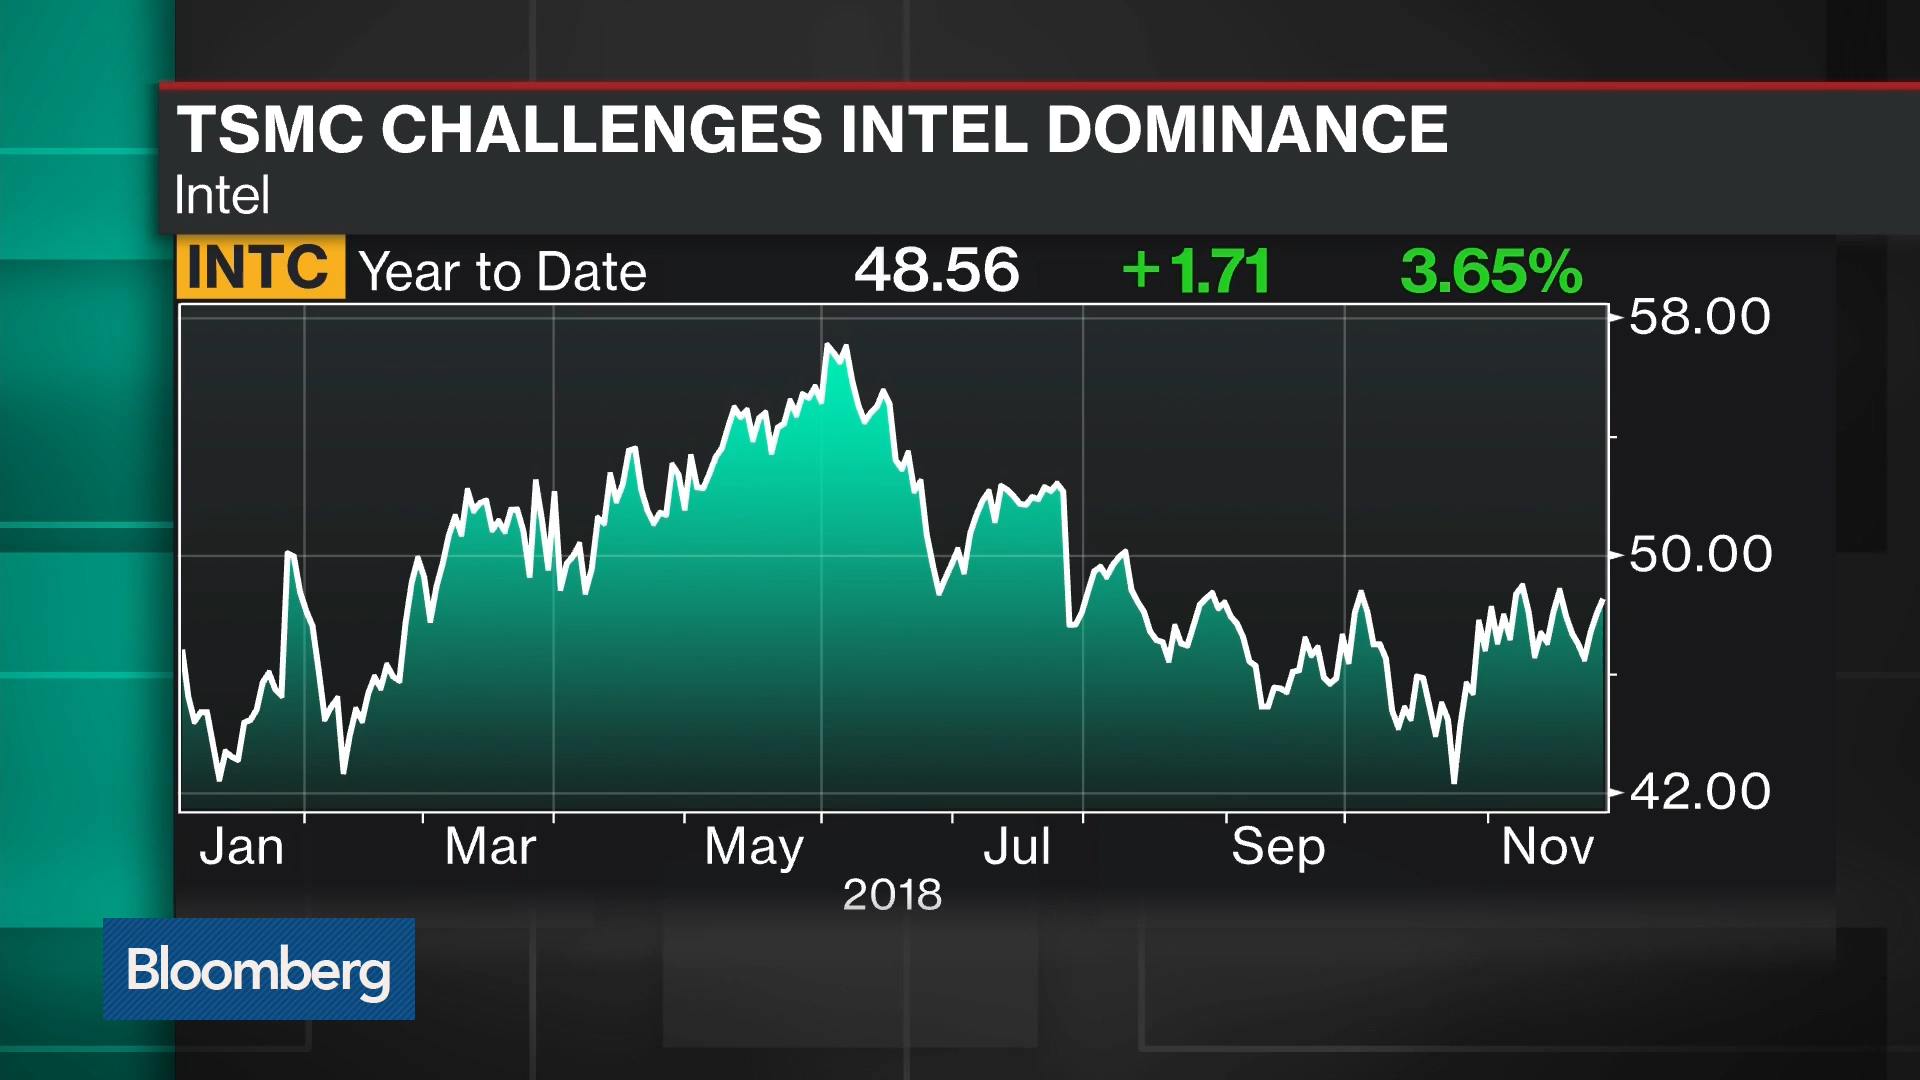 TSMC CHALLENGES INTEL DOMINANCE
Intel
INTC Year to Date 48.56 +1.71 3.65%
58.00
50.00
42.00
Jan Mar May Jul Sep Nov
2018
Bloomberg